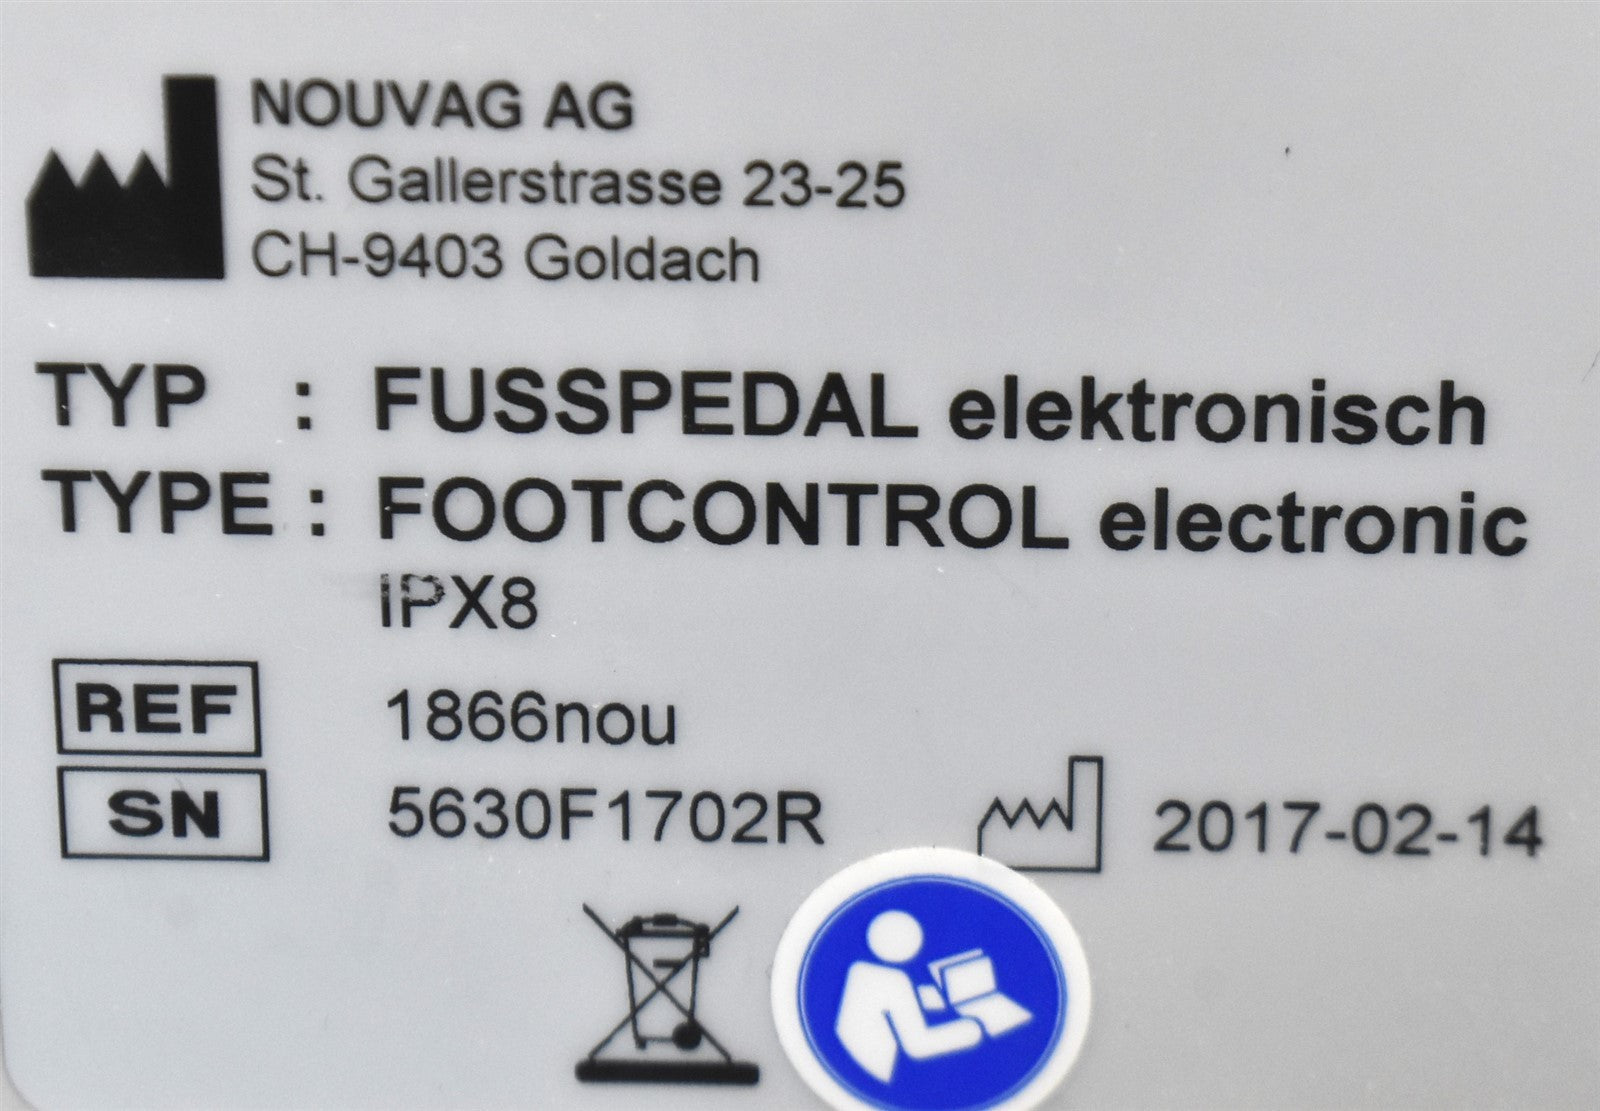 NOUVAG AG
St. Gallerstrasse 23-25
CH-9403 Goldach
TYP : FUSSPEDAL elektronisch
TYPE : FOOTCONTROL electronic
IPX8
REF 1866nou
SN 5630F1702R 2017-02-14